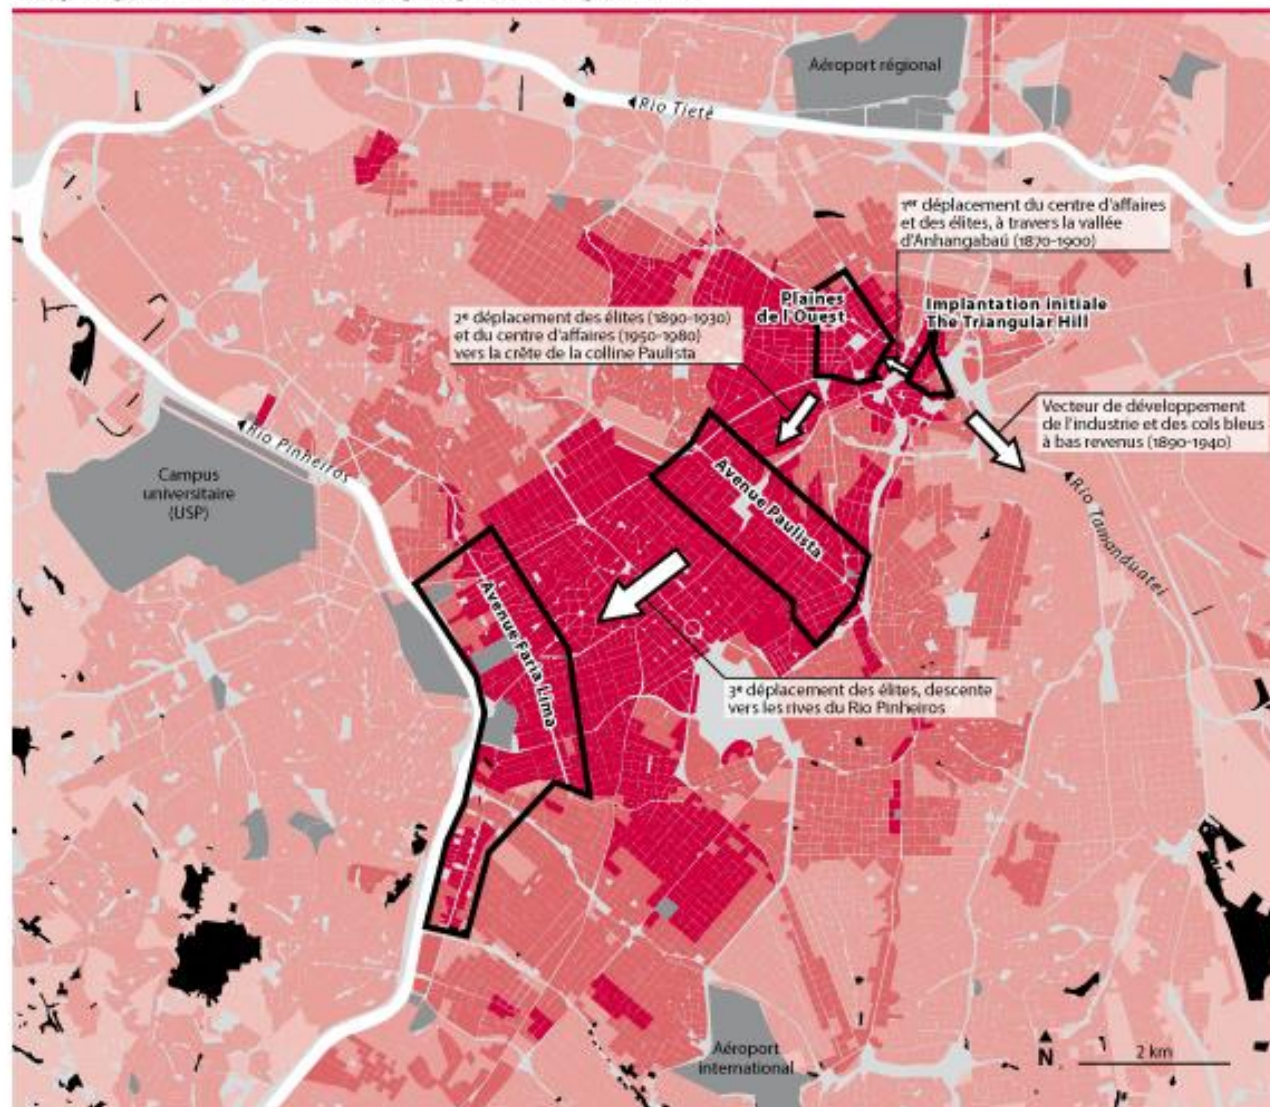 Aéroport régional
Rio Tietê
1er déplacement du centre d'affaires
et des élites, à travers la vallée
d'Anhangabaú (1870-1900)
Plaines
de l'Ouest
Implantation initiale
The Triangular Hill
2e déplacement des élites (1890-1930)
et du centre d'affaires (1950-1980)
vers la crête de la colline Paulista
Vecteur de développement
de l'industrie et des cols bleus
à bas revenus (1890-1940)
Rio Pinheiros
Campus
universitaire
(USP)
Avenue Paulista
Rio Tamanduateí
Avenue Faria Lima
3e déplacement des élites, descente
vers les rives du Rio Pinheiros
Aéroport
international
N
2 km